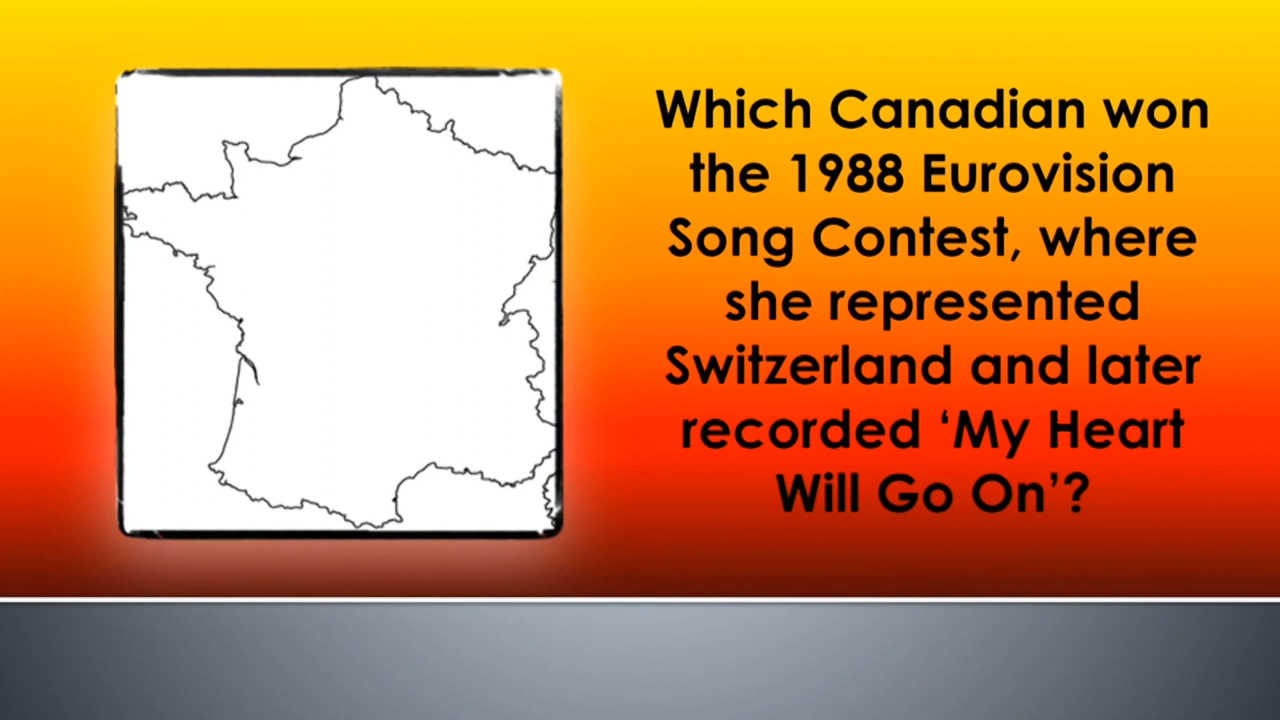 Which Canadian won
the 1988 Eurovision
Song Contest, where
she represented
Switzerland and later
recorded ‘My Heart
Will Go On’?